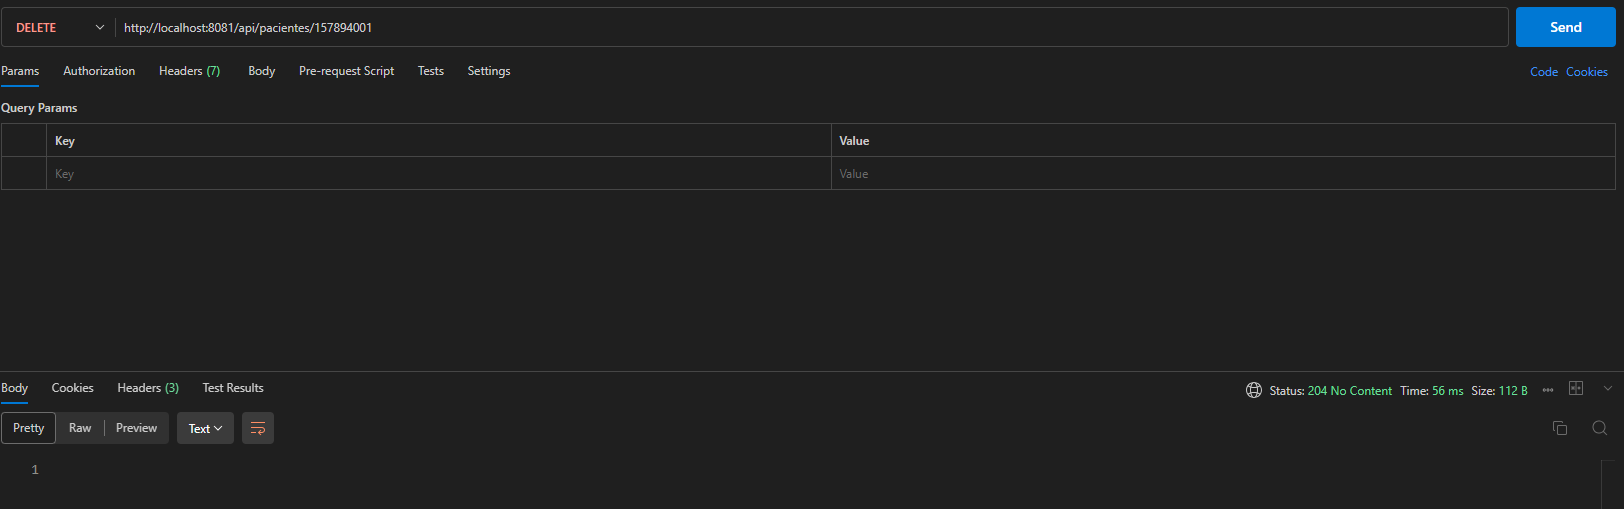 DELETE http://localhost:8081/api/pacientes/157894001 Send
Params Authorization Headers (7) Body Pre-request Script Tests Settings Code Cookies
Query Params
Key Value
Key Value
Body Cookies Headers (3) Test Results Status: 204 No Content Time: 56 ms Size: 112 B
Pretty Raw Preview Text
1